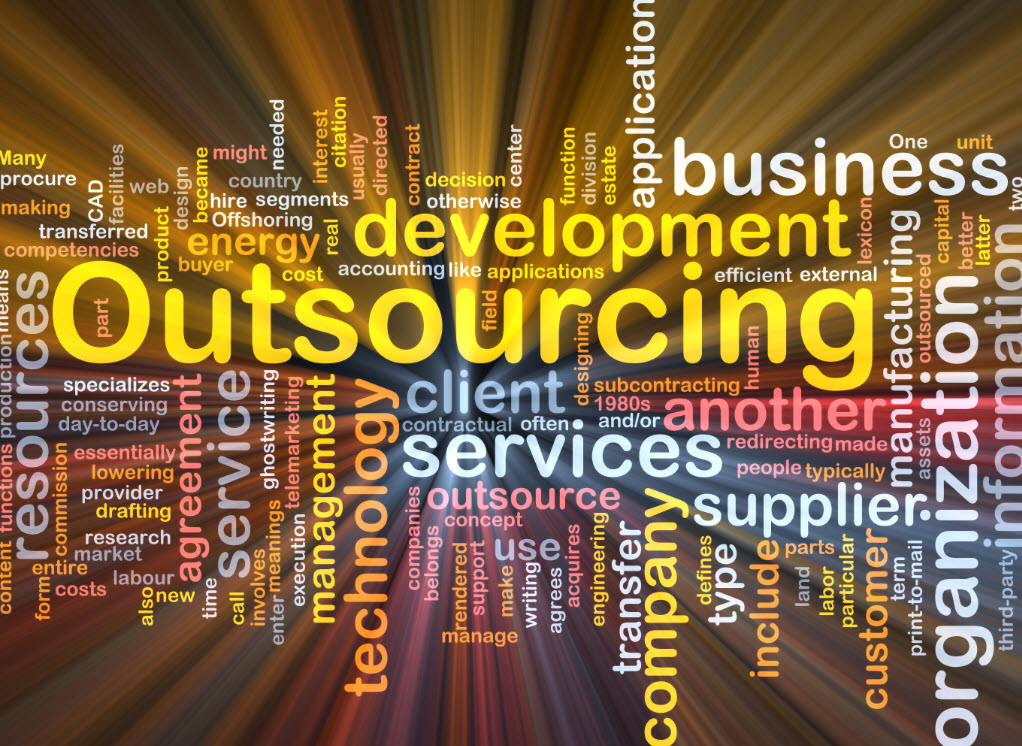 application
Many
procure
making
CAD
facilities
web
design
became
might
needed
interest
citation
usually
directed
contract
decision
center
function
division
estate
business
One
unit
two
country
hire segments
Offshoring
otherwise
transferred
competencies
product
buyer
energy
real
development
lexicon
manufacturing
capital
better
latter
cost
accounting
like
applications
efficient
external
outsourced
information
means
production
functions
content
resources
part
Outsourcing
field
designing
human
organization
specializes
conserving
day-to-day
essentially
lowering
provider
drafting
commission
agreement
service
ghostwriting
telemarketing
management
technology
client
contractual
often
subcontracting
1980s
and/or
another
services
redirecting
made
people
typically
assets
outsource
concept
supplier
research
market
entire
labour
costs
form
also
new
time
call
involves
enter
meanings
execution
companies
belongs
rendered
support
make
use
writing
agrees
acquires
engineering
transfer
company
defines
type
include
parts
land
labor
particular
customer
term
print-to-mail
third-party
manage